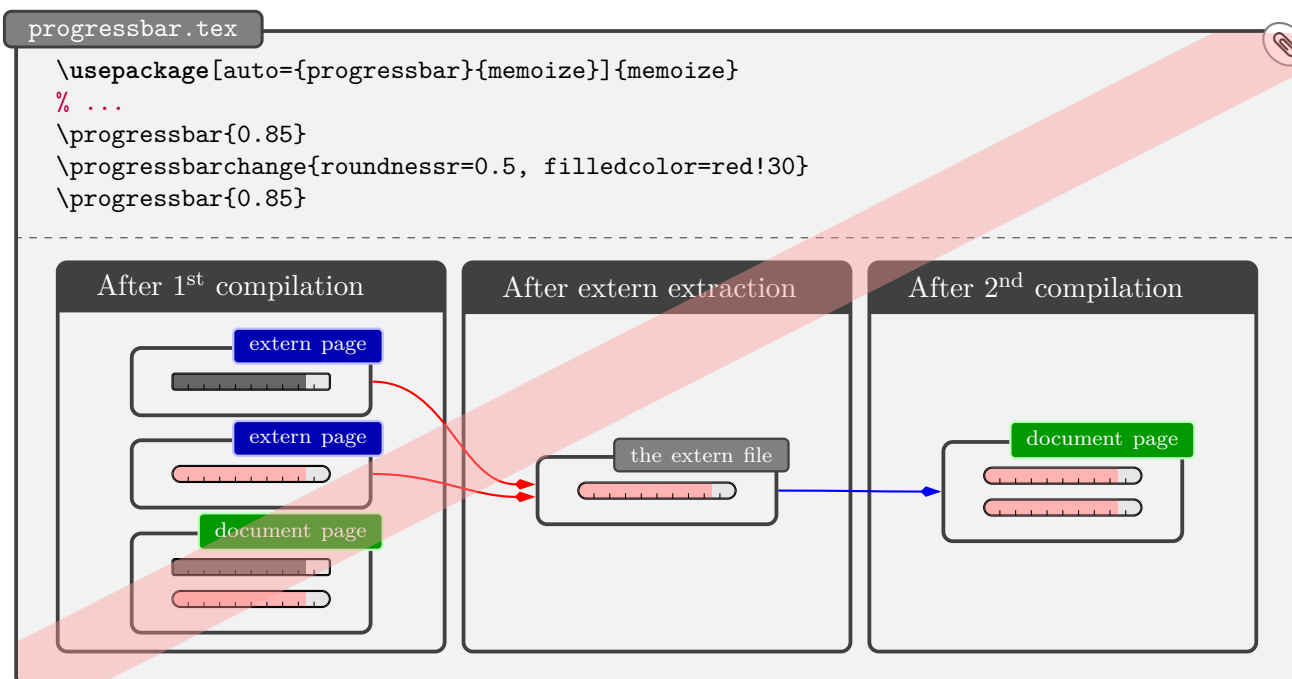 progressbar.tex
\usepackage[auto={progressbar}{memoize}]{memoize}
% ...
\progressbar{0.85}
\progressbarchange{roundnessr=0.5, filledcolor=red!30}
\progressbar{0.85}
After 1st compilation
After extern extraction
After 2nd compilation
extern page
extern page
document page
the extern file
document page